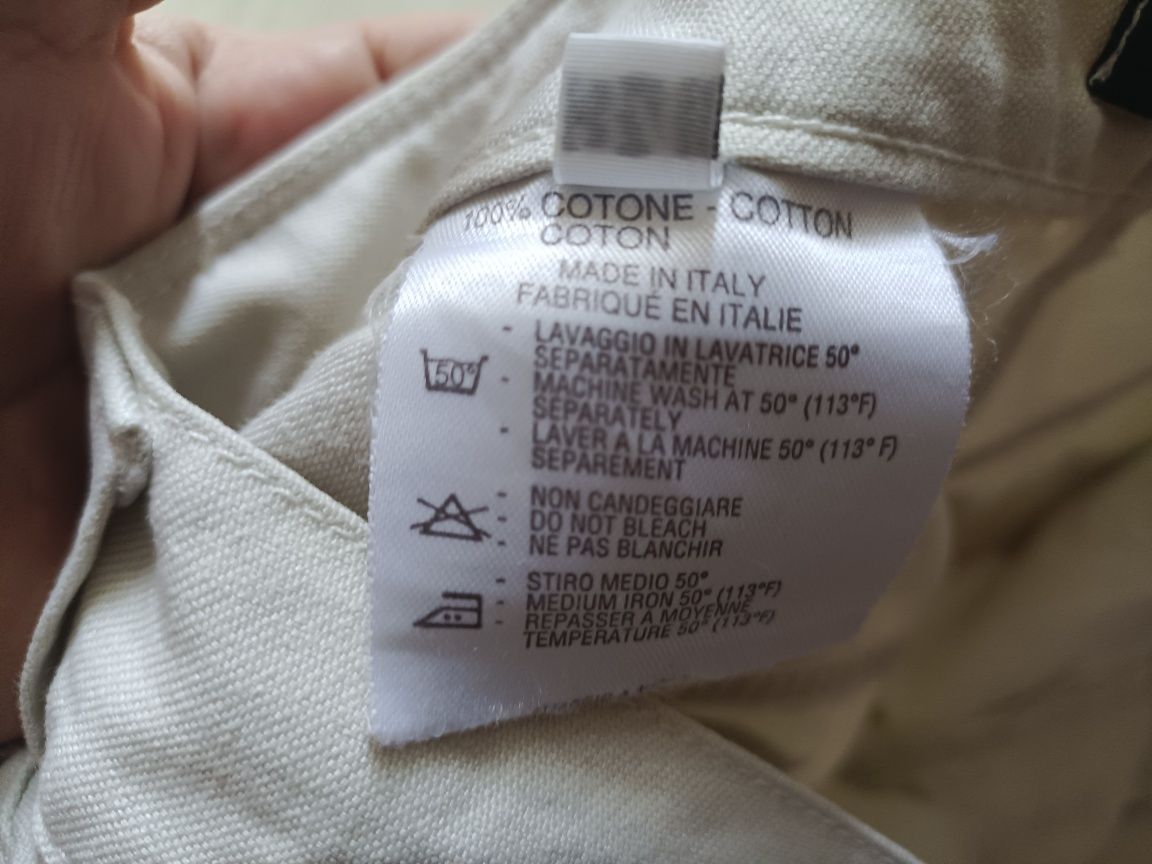 100% COTONE - COTTON
COTON
MADE IN ITALY
FABRIQUÉ EN ITALIE
- LAVAGGIO IN LAVATRICE 50°
SEPARATAMENTE
50°
- MACHINE WASH AT 50° (113°F)
SEPARATELY
- LAVER A LA MACHINE 50° (113°F)
SEPAREMENT
- NON CANDEGGIARE
- DO NOT BLEACH
- NE PAS BLANCHIR
- STIRO MEDIO 50°
- MEDIUM IRON 50° (113°F)
- REPASSER A MOYENNE
TEMPERATURE 50° (113°F)